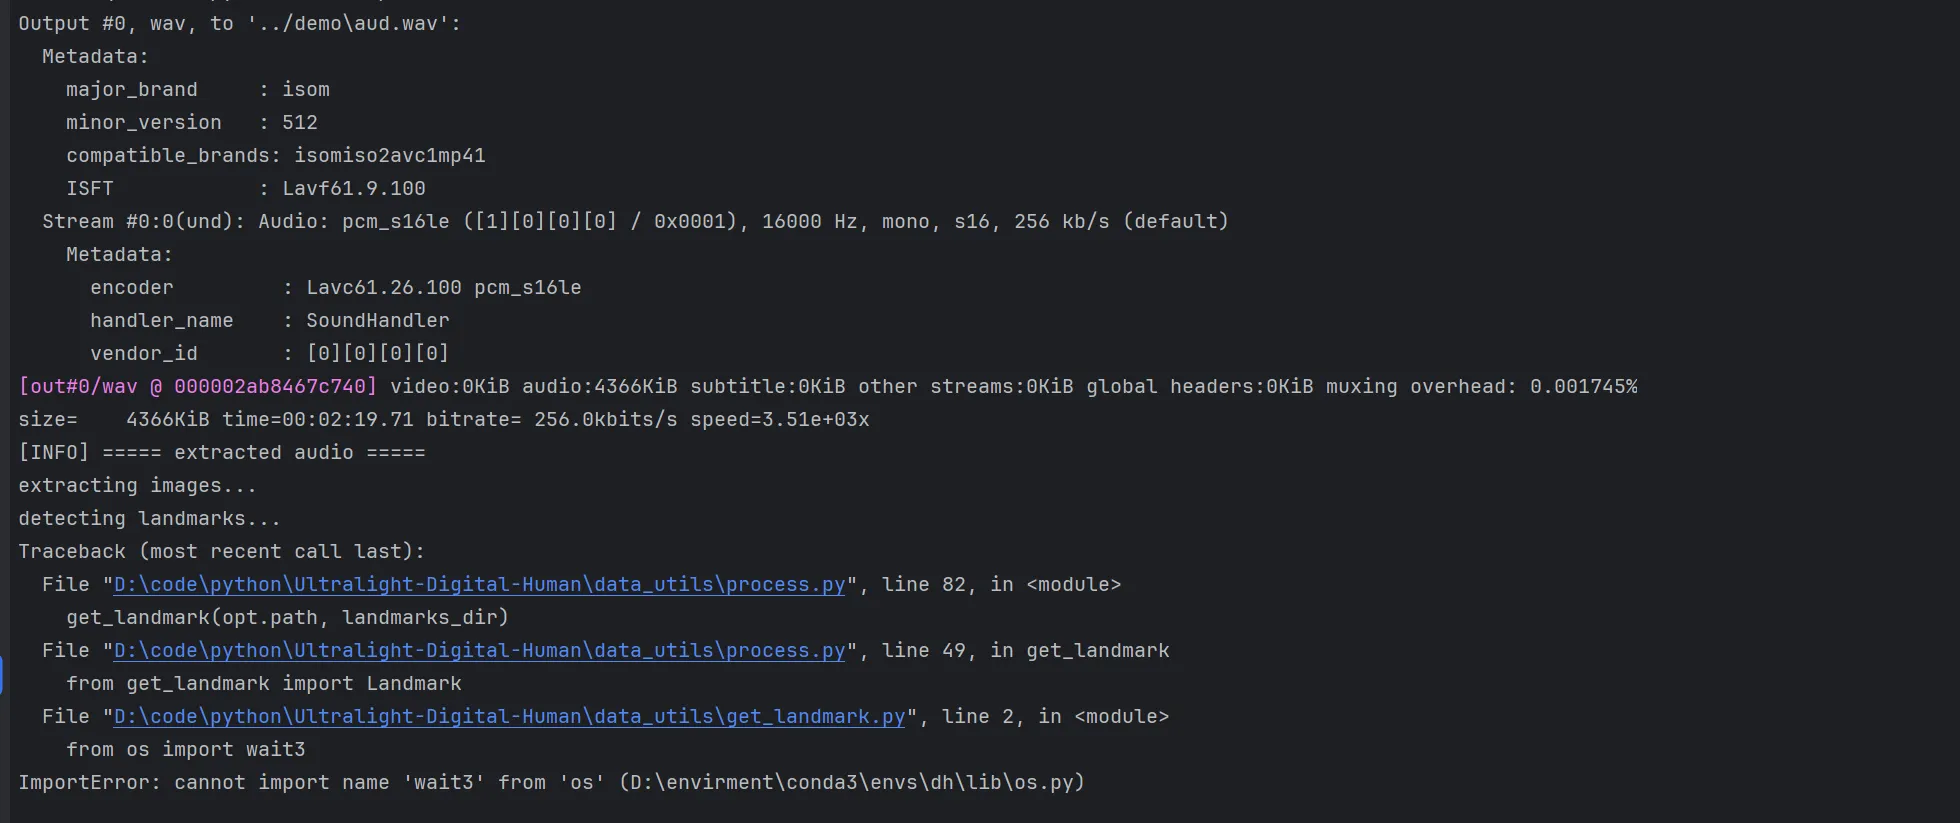 Output #0, wav, to '../demo\aud.wav':
  Metadata:
    major_brand     : isom
    minor_version   : 512
    compatible_brands: isomiso2avc1mp41
    ISFT            : Lavf61.9.100
  Stream #0:0(und): Audio: pcm_s16le ([1][0][0][0] / 0x0001), 16000 Hz, mono, s16, 256 kb/s (default)
    Metadata:
      encoder         : Lavc61.26.100 pcm_s16le
      handler_name    : SoundHandler
      vendor_id       : [0][0][0][0]
[out#0/wav @ 000002ab8467c740] video:0KiB audio:4366KiB subtitle:0KiB other streams:0KiB global headers:0KiB muxing overhead: 0.001745%
size=    4366KiB time=00:02:19.71 bitrate= 256.0kbits/s speed=3.51e+03x
[INFO] ===== extracted audio =====
extracting images...
detecting landmarks...
Traceback (most recent call last):
  File "D:\code\python\Ultralight-Digital-Human\data_utils\process.py", line 82, in <module>
    get_landmark(opt.path, landmarks_dir)
  File "D:\code\python\Ultralight-Digital-Human\data_utils\process.py", line 49, in get_landmark
    from get_landmark import Landmark
  File "D:\code\python\Ultralight-Digital-Human\data_utils\get_landmark.py", line 2, in <module>
    from os import wait3
ImportError: cannot import name 'wait3' from 'os' (D:\envirment\conda3\envs\dh\lib\os.py)